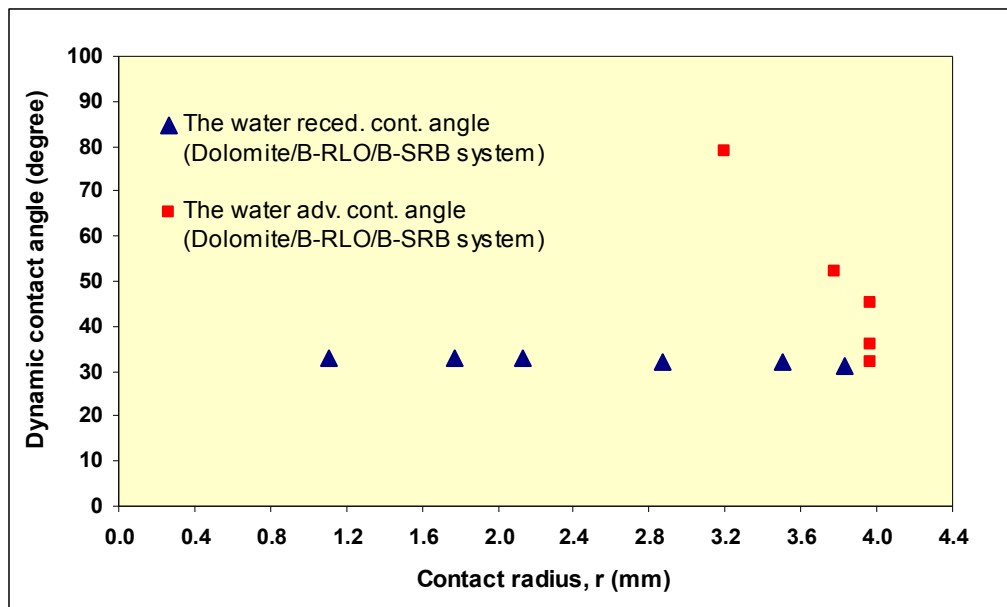 100
90
80
70
60
50
40
30
20
10
0
Dynamic contact angle (degree)
The water reced. cont. angle
(Dolomite/B-RLO/B-SRB system)
The water adv. cont. angle
(Dolomite/B-RLO/B-SRB system)
0.0 0.4 0.8 1.2 1.6 2.0 2.4 2.8 3.2 3.6 4.0 4.4
Contact radius, r (mm)